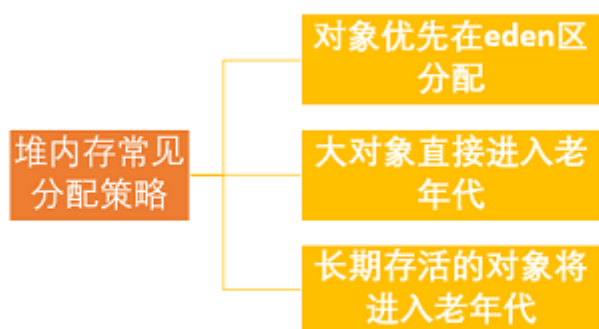 堆内存常见
分配策略
对象优先在eden区
分配
大对象直接进入老
年代
长期存活的对象将
进入老年代